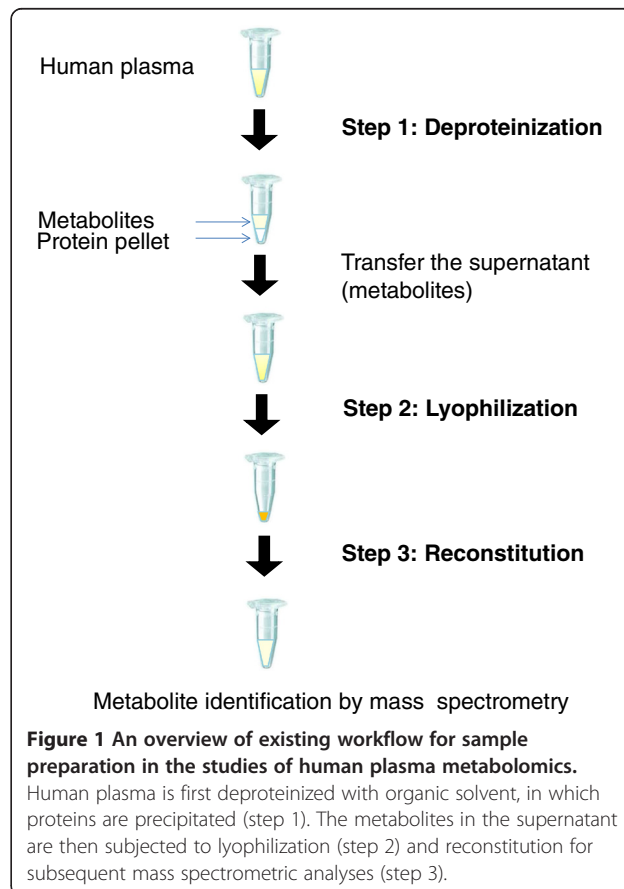 Human plasma
Step 1: Deproteinization
Metabolites
Protein pellet
Transfer the supernatant
(metabolites)
Step 2: Lyophilization
Step 3: Reconstitution
Metabolite identification by mass spectrometry
Figure 1 An overview of existing workflow for sample
preparation in the studies of human plasma metabolomics.
Human plasma is first deproteinized with organic solvent, in which
proteins are precipitated (step 1). The metabolites in the supernatant
are then subjected to lyophilization (step 2) and reconstitution for
subsequent mass spectrometric analyses (step 3).